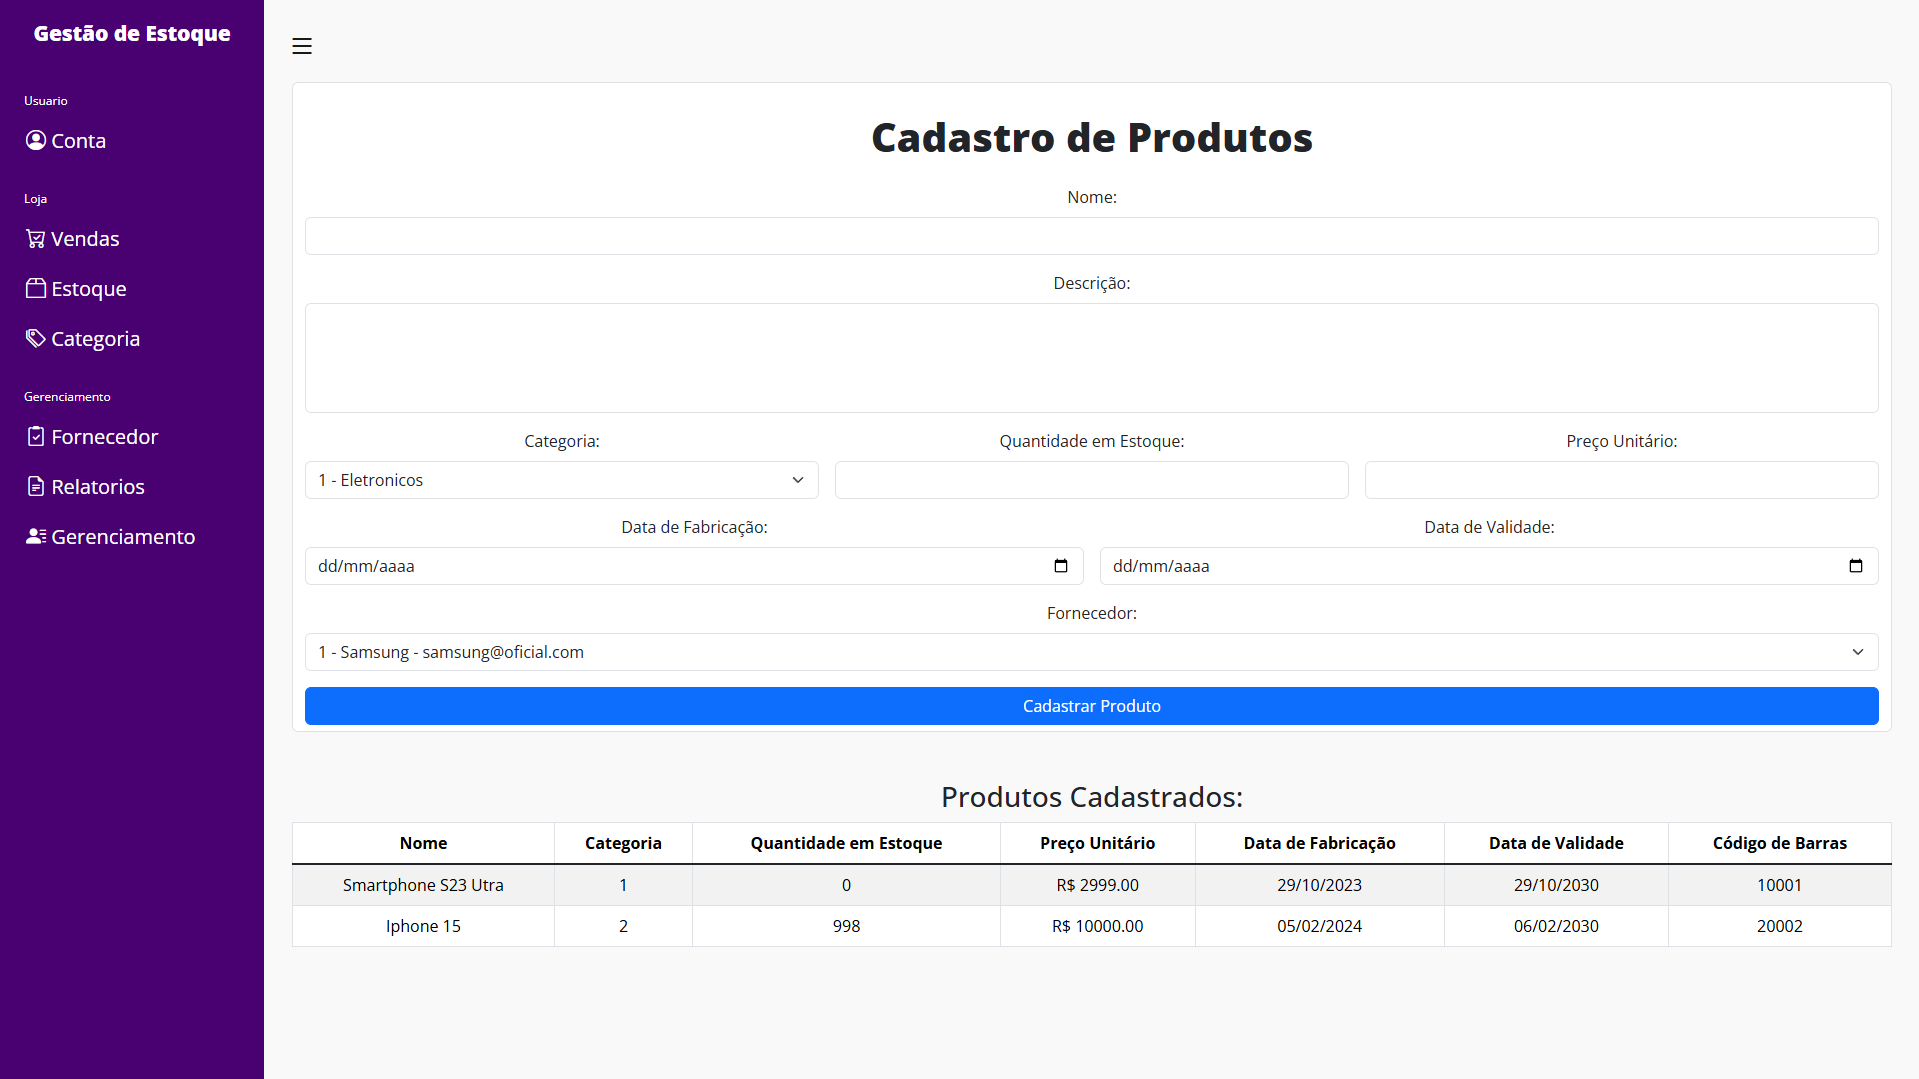 Gestão de Estoque
Usuario
Conta
Loja
Vendas
Estoque
Categoria
Gerenciamento
Fornecedor
Relatorios
Gerenciamento
Cadastro de Produtos
Nome:
Descrição:
Categoria: Quantidade em Estoque: Preço Unitário:
1 - Eletronicos
Data de Fabricação: Data de Validade:
dd/mm/aaaa dd/mm/aaaa
Fornecedor:
1 - Samsung - samsung@oficial.com
Cadastrar Produto
Produtos Cadastrados:
Nome Categoria Quantidade em Estoque Preço Unitário Data de Fabricação Data de Validade Código de Barras
Smartphone S23 Utra 1 0 R$ 2999.00 29/10/2023 29/10/2030 10001
Iphone 15 2 998 R$ 10000.00 05/02/2024 06/02/2030 20002